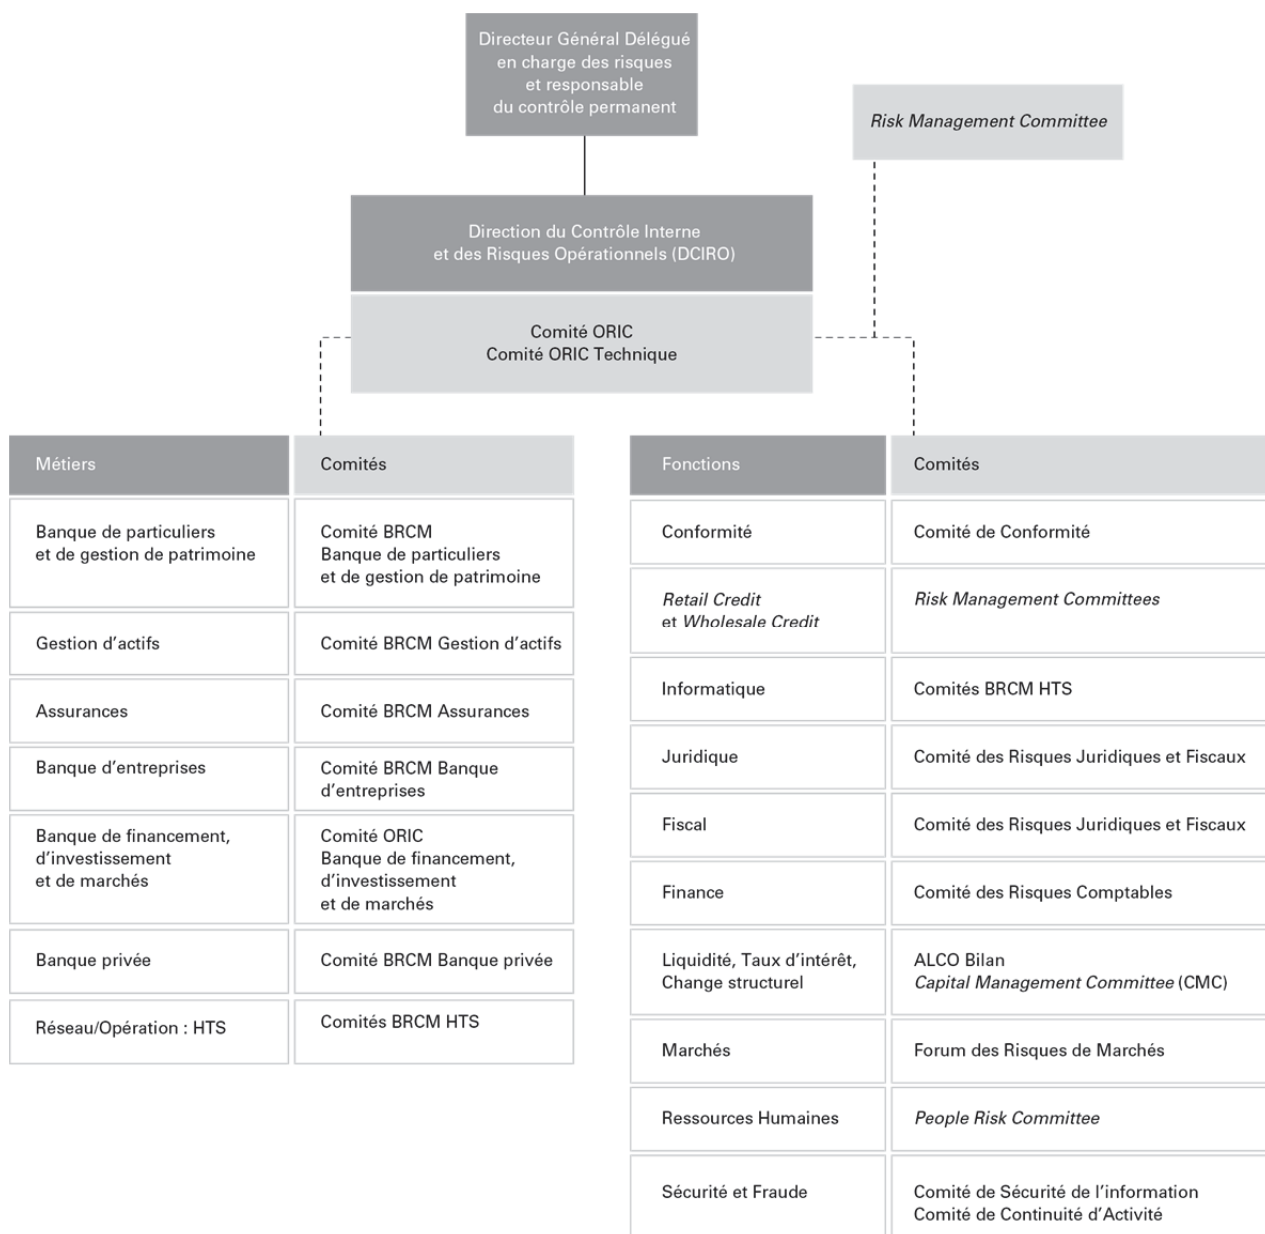 Directeur Général Délégué
en charge des risques
et responsable
du contrôle permanent
Risk Management Committee
Direction du Contrôle Interne
et des Risques Opérationnels (DCIRO)
Comité ORIC
Comité ORIC Technique
Métiers
Comités
Banque de particuliers
et de gestion de patrimoine
Comité BRCM
Banque de particuliers
et de gestion de patrimoine
Gestion d'actifs
Comité BRCM Gestion d'actifs
Assurances
Comité BRCM Assurances
Banque d'entreprises
Comité BRCM Banque
d'entreprises
Banque de financement,
d'investissement
et de marchés
Comité ORIC
Banque de financement,
d'investissement
et de marchés
Banque privée
Comité BRCM Banque privée
Réseau/Opération : HTS
Comités BRCM HTS
Fonctions
Comités
Conformité
Comité de Conformité
Retail Credit
et Wholesale Credit
Risk Management Committees
Informatique
Comités BRCM HTS
Juridique
Comité des Risques Juridiques et Fiscaux
Fiscal
Comité des Risques Juridiques et Fiscaux
Finance
Comité des Risques Comptables
Liquidité, Taux d'intérêt,
Change structurel
ALCO Bilan
Capital Management Committee (CMC)
Marchés
Forum des Risques de Marchés
Ressources Humaines
People Risk Committee
Sécurité et Fraude
Comité de Sécurité de l'information
Comité de Continuité d'Activité